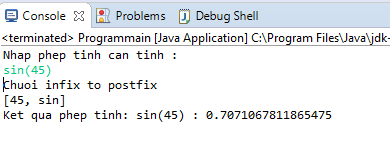 Console Problems Debug Shell
<terminated> Programmain [Java Application] C:\Program Files\Java\jdk-
Nhap phep tinh can tinh :
sin(45)
Chuoi infix to postfix
[45, sin]
Ket qua phep tinh: sin(45) : 0.7071067811865475